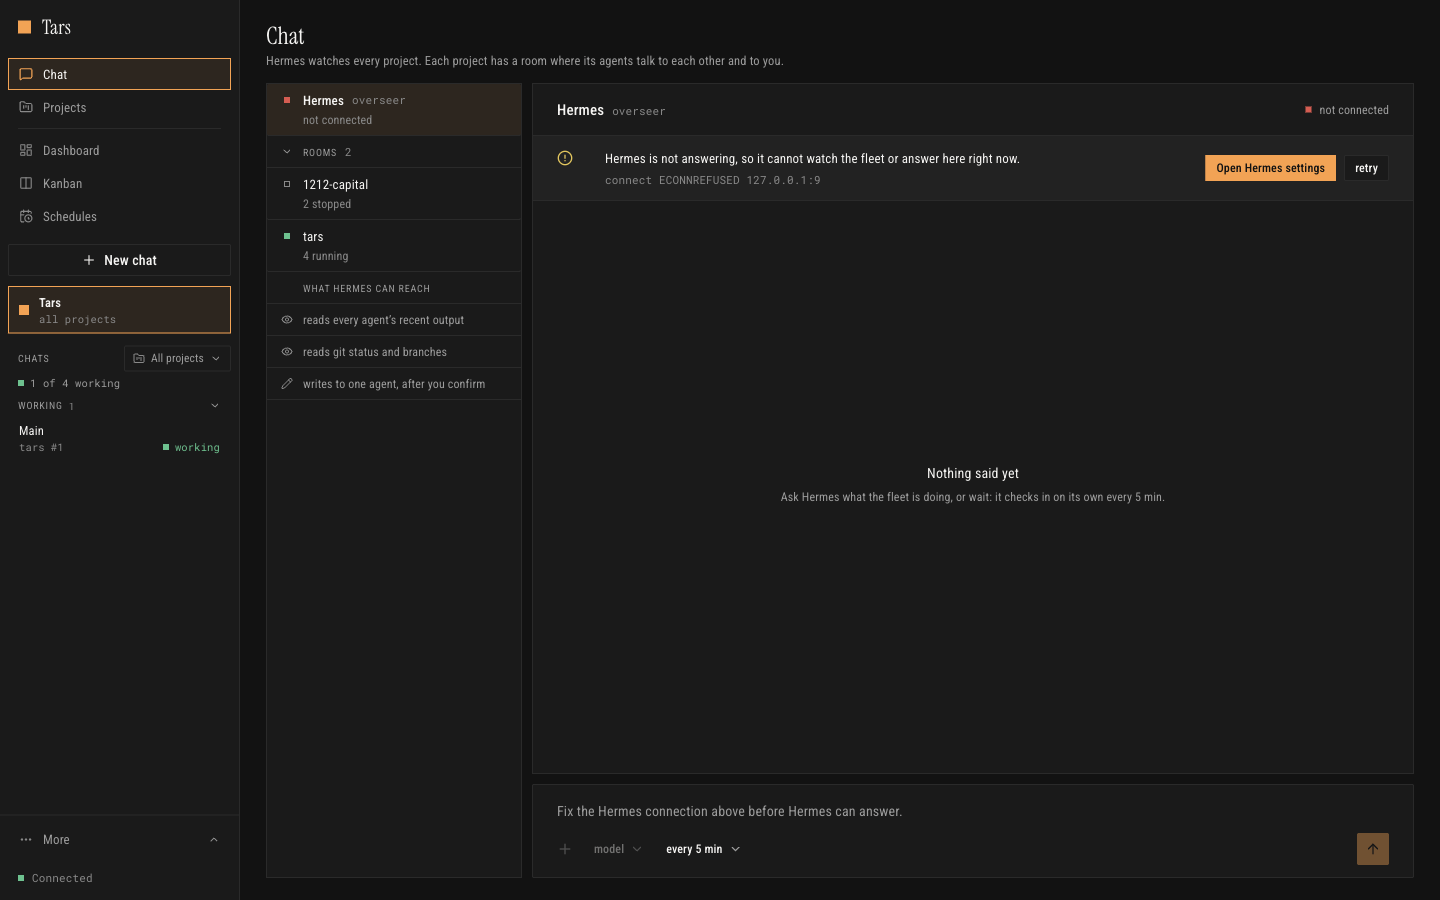 Tars
Chat
Projects
Dashboard
Kanban
Schedules
New chat
Tars
all projects
CHATS
All projects
1 of 4 working
WORKING 1
Main
tars #1
working
More
Connected
Chat
Hermes watches every project. Each project has a room where its agents talk to each other and to you.
Hermes overseer
not connected
ROOMS 2
1212-capital
2 stopped
tars
4 running
WHAT HERMES CAN REACH
reads every agent's recent output
reads git status and branches
writes to one agent, after you confirm
Hermes overseer
not connected
Hermes is not answering, so it cannot watch the fleet or answer here right now.
connect ECONNREFUSED 127.0.0.1:9
Open Hermes settings
retry
Nothing said yet
Ask Hermes what the fleet is doing, or wait: it checks in on its own every 5 min.
Fix the Hermes connection above before Hermes can answer.
model
every 5 min